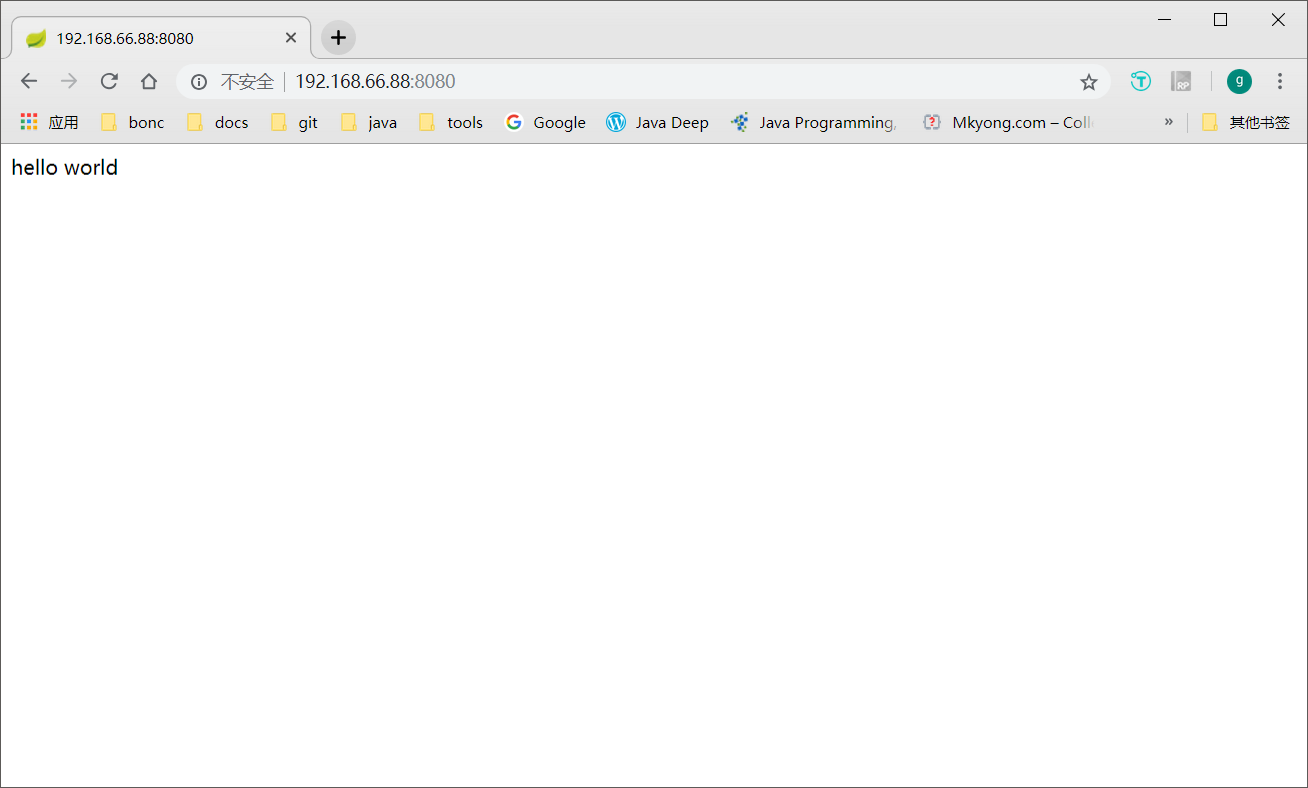 192.168.66.88:8080
不安全 192.168.66.88:8080
g
应用 bonc docs git java tools Google Java Deep Java Programming, Mkyong.com – Coll » 其他书签
hello world